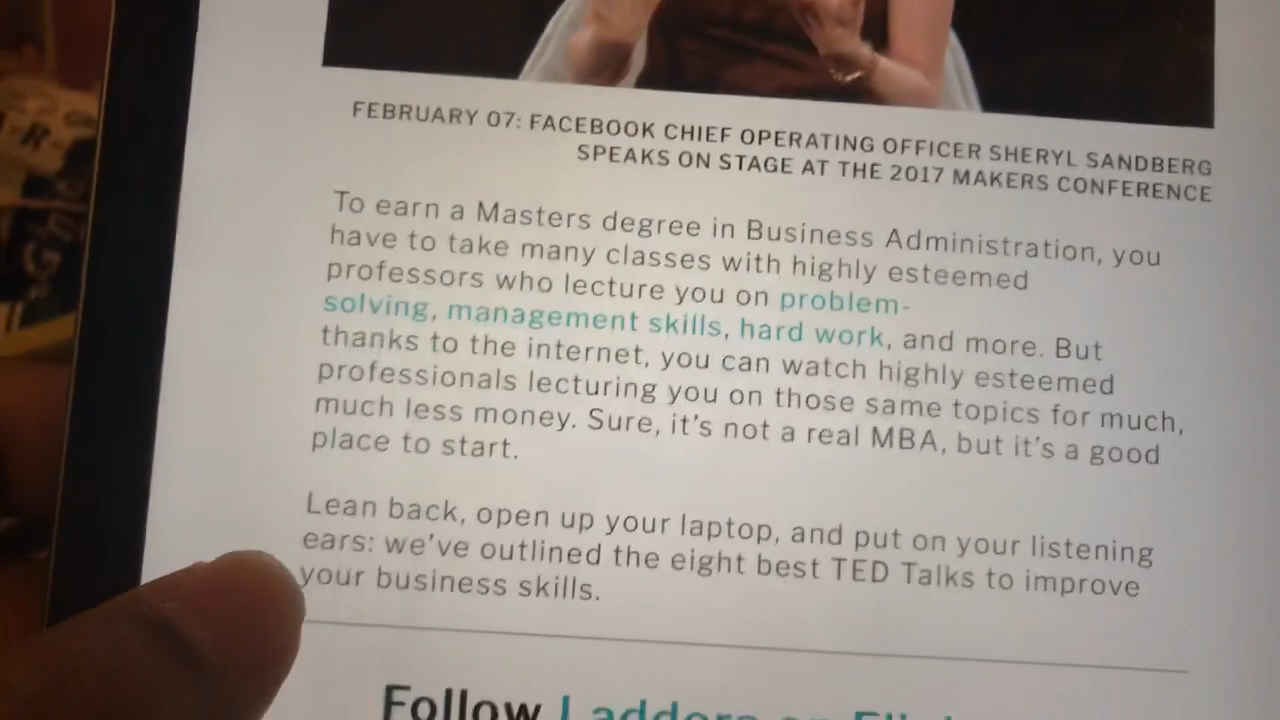 FEBRUARY 07: FACEBOOK CHIEF OPERATING OFFICER SHERYL SANDBERG
SPEAKS ON STAGE AT THE 2017 MAKERS CONFERENCE
To earn a Masters degree in Business Administration, you
have to take many classes with highly esteemed
professors who lecture you on problem-
solving, management skills, hard work, and more. But
thanks to the internet, you can watch highly esteemed
professionals lecturing you on those same topics for much,
much less money. Sure, it's not a real MBA, but it's a good
place to start.
Lean back, open up your laptop, and put on your listening
ears: we've outlined the eight best TED Talks to improve
your business skills.
Follow Ladders on